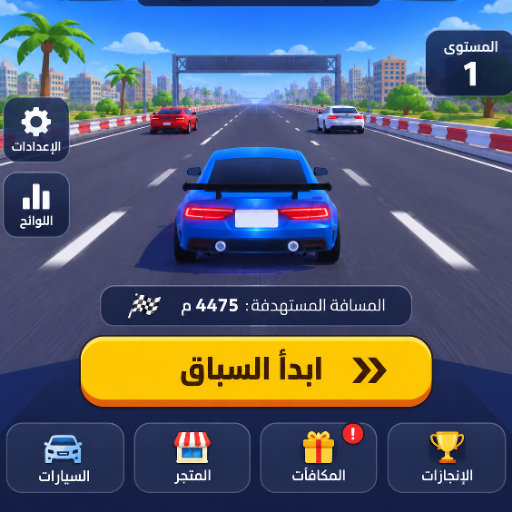 المستوى
1
الإعدادات
اللوائح
المسافة المستهدفة: 4475 م
ابدأ السباق
السيارات
المتجر
المكافآت
الإنجازات